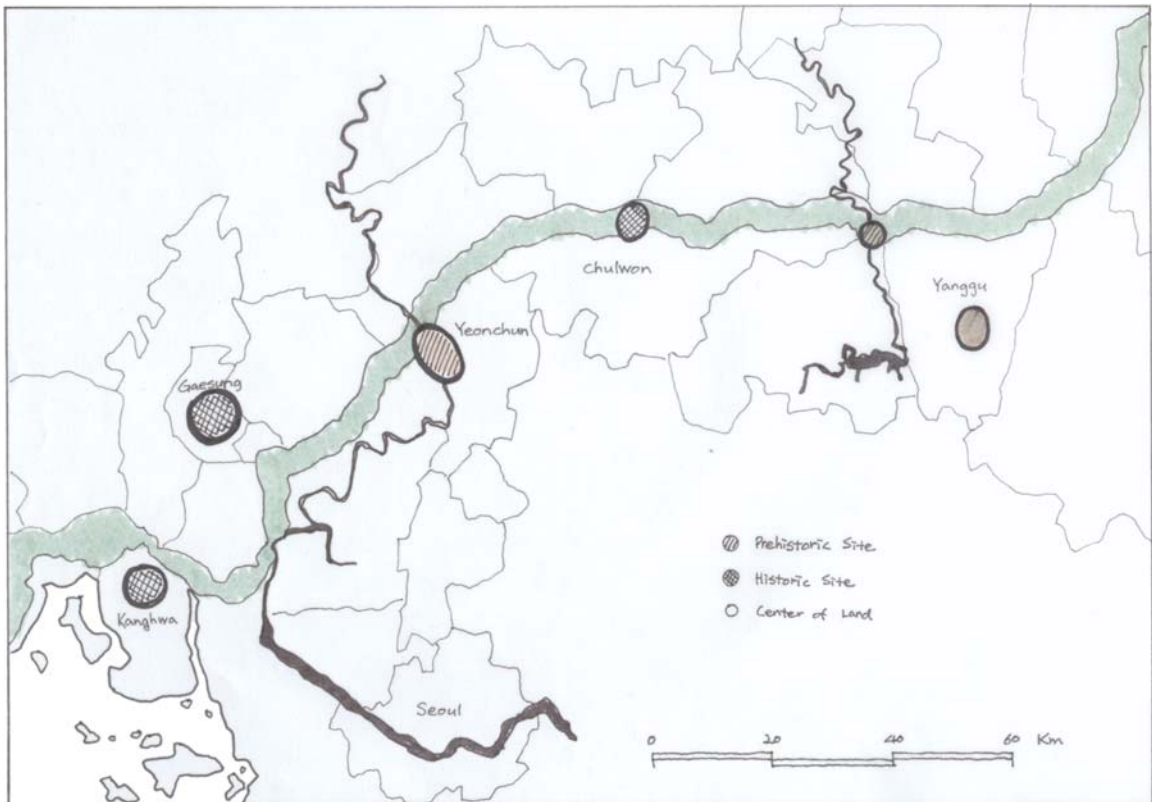 Chulwon
Yanggu
Yeonchun
Gaesung
Prehistoric Site
Historic Site
Center of Land
Kanghwa
Seoul
0 20 40 60 Km